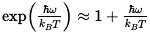 exp(ħω/k_BT) ≈ 1 + ħω/k_BT